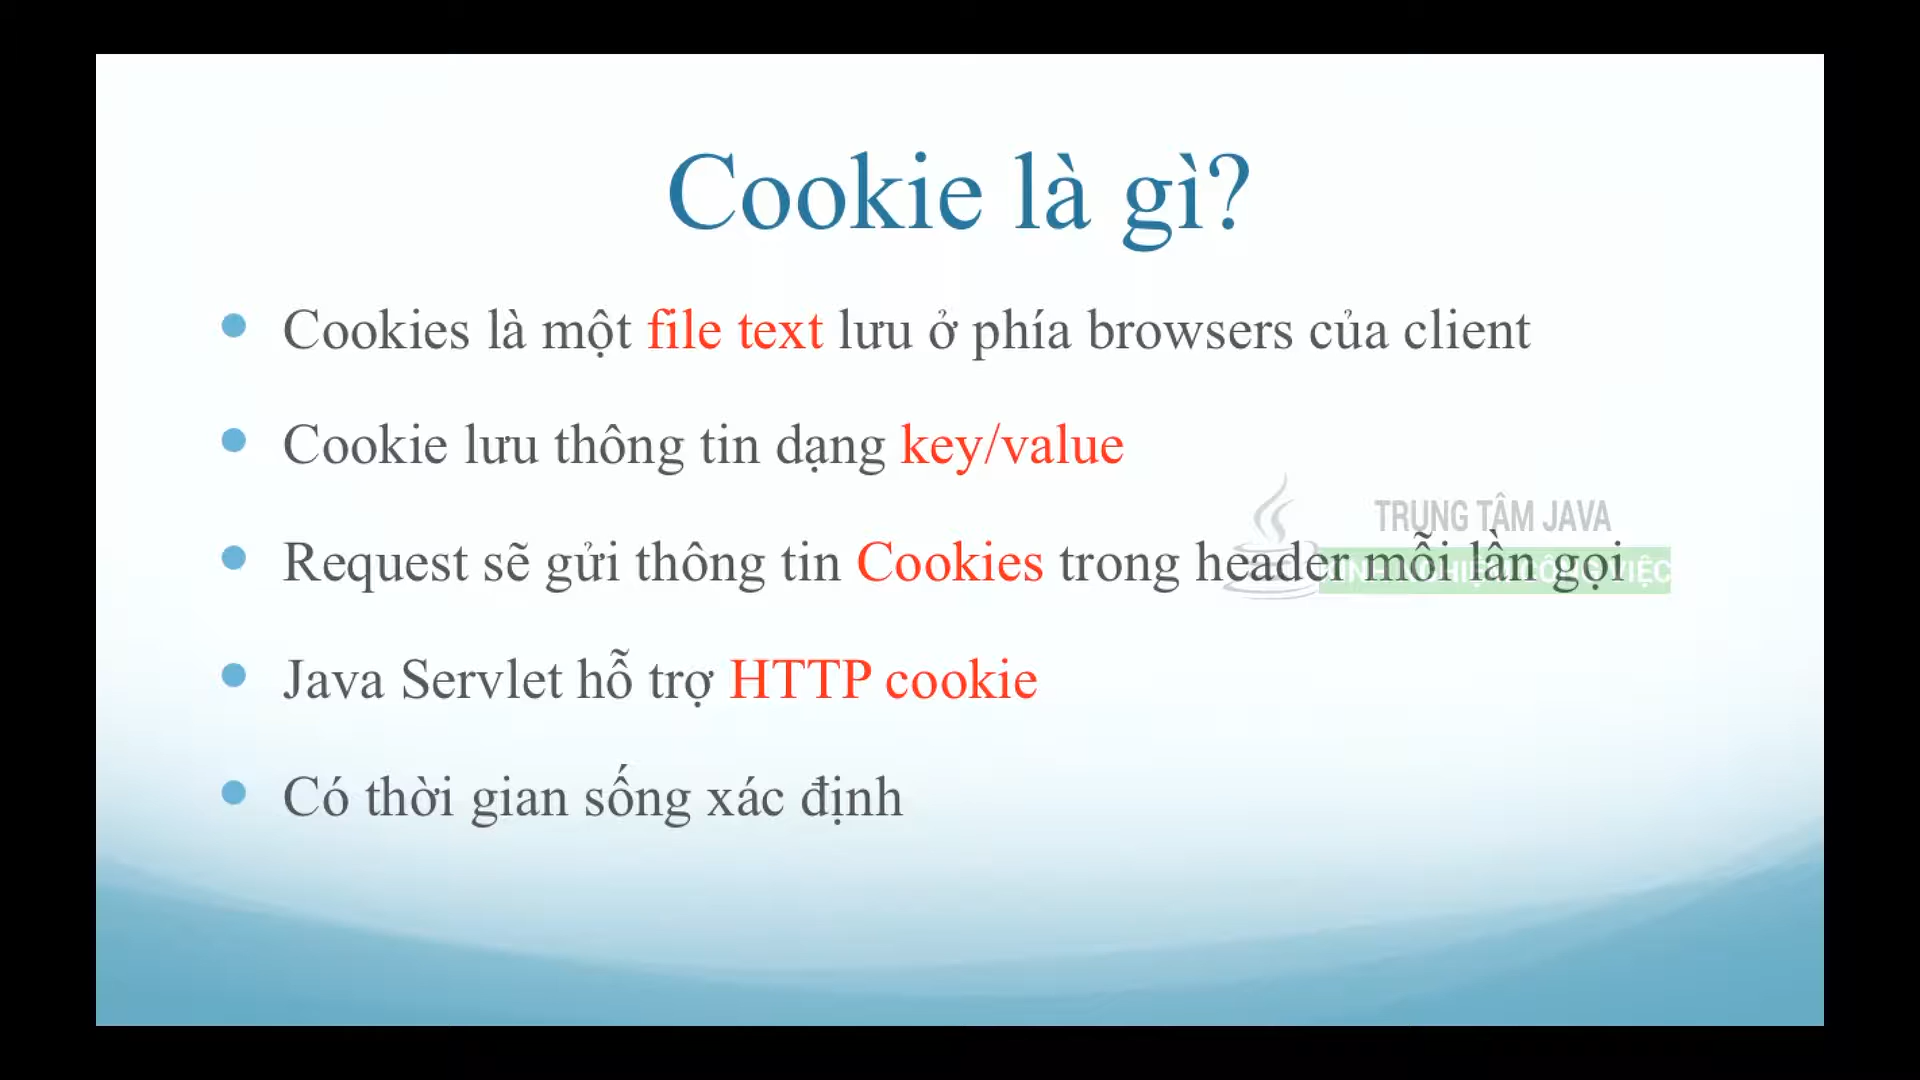 Cookie là gì?
Cookies là một file text lưu ở phía browsers của client
Cookie lưu thông tin dạng key/value
TRUNG TÂM JAVA
Request sẽ gửi thông tin Cookies trong header mỗi lần gọi
Java Servlet hỗ trợ HTTP cookie
Có thời gian sống xác định